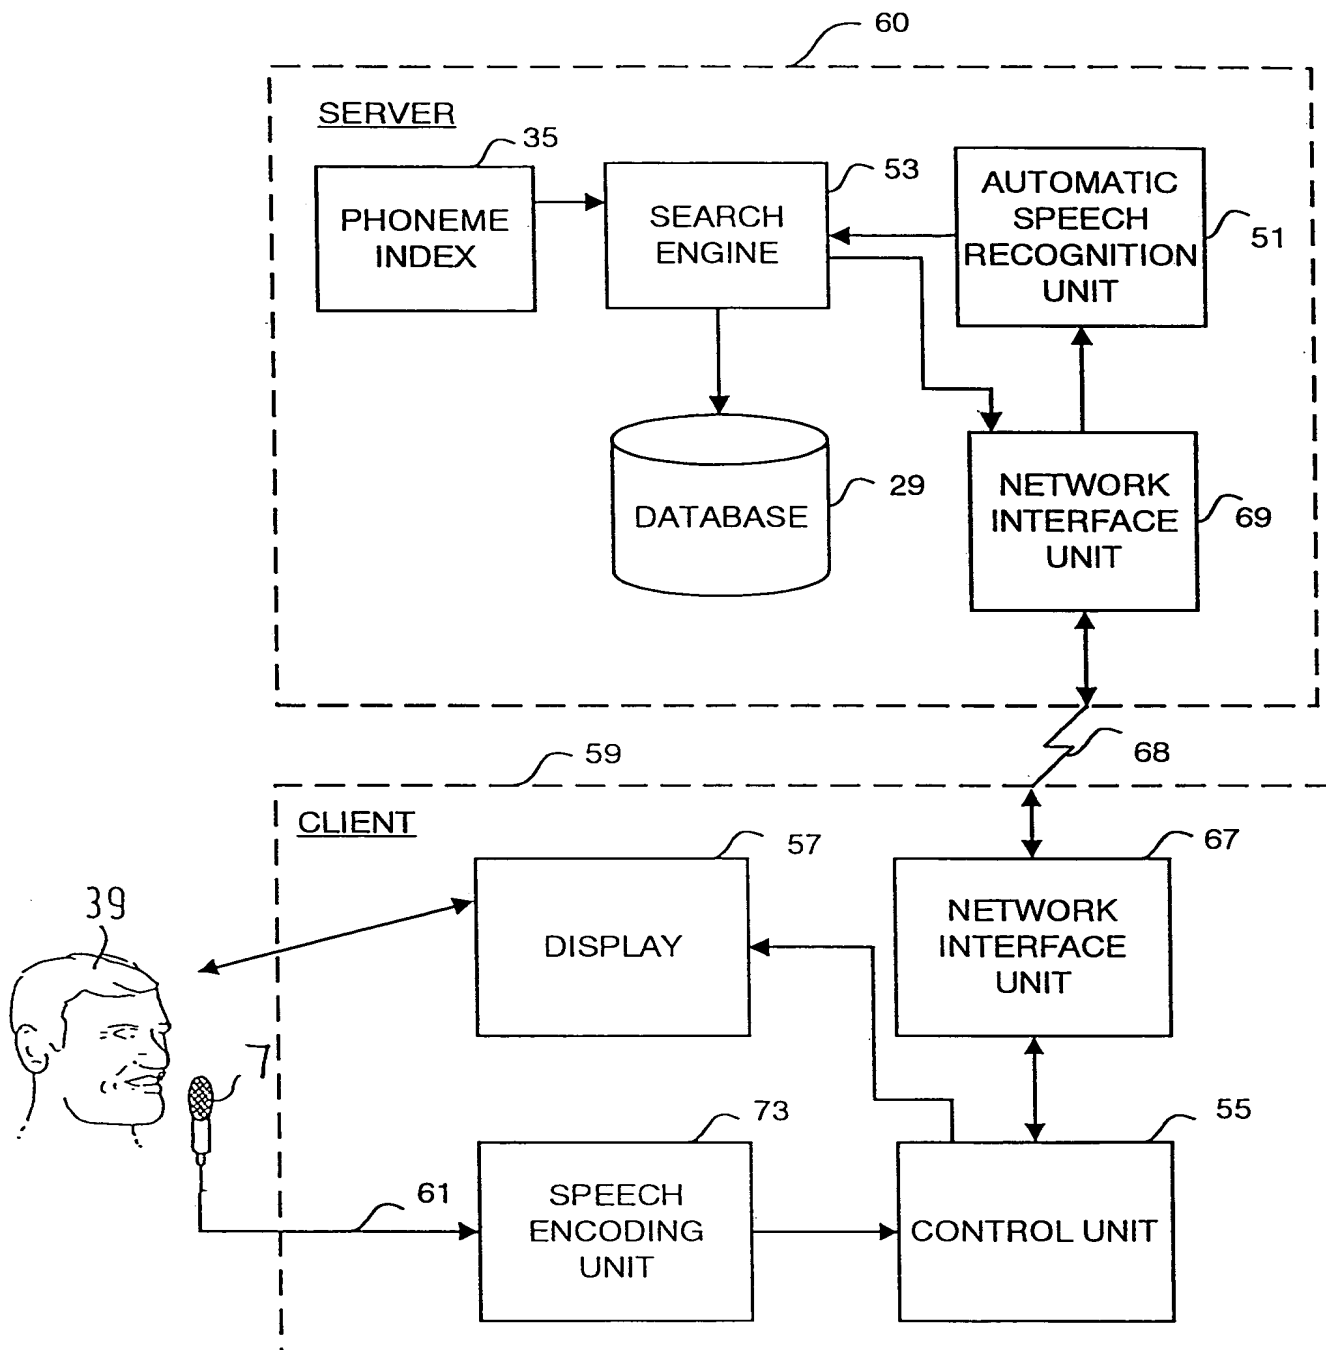 60
SERVER
35
PHONEME
INDEX
53
SEARCH
ENGINE
AUTOMATIC
SPEECH
RECOGNITION
UNIT
51
DATABASE
29
NETWORK
INTERFACE
UNIT
69
68
59
CLIENT
57
DISPLAY
67
NETWORK
INTERFACE
UNIT
39
7
61
73
SPEECH
ENCODING
UNIT
55
CONTROL UNIT